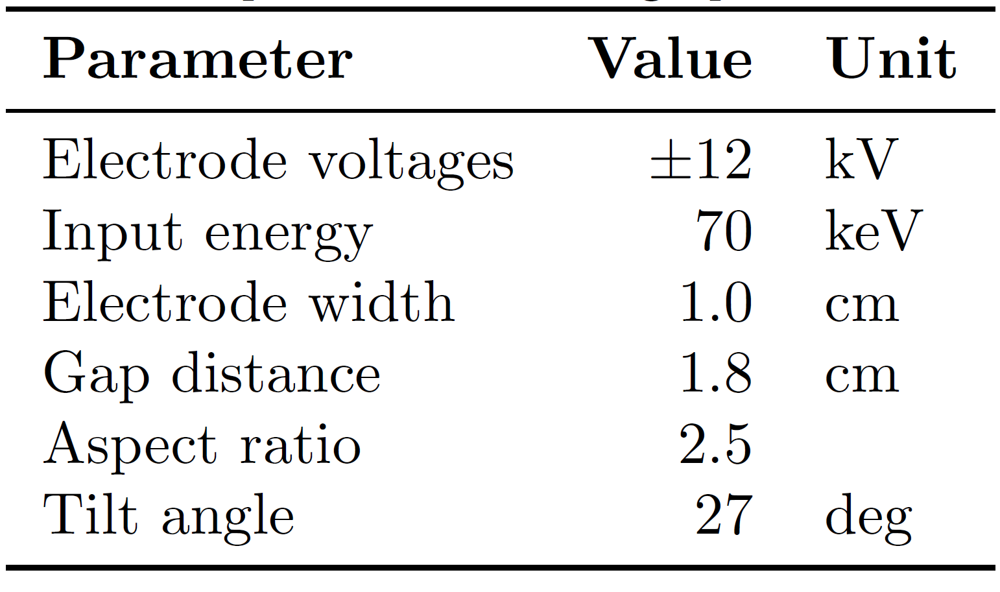 Parameter Value Unit
Electrode voltages ±12 kV
Input energy 70 keV
Electrode width 1.0 cm
Gap distance 1.8 cm
Aspect ratio 2.5
Tilt angle 27 deg